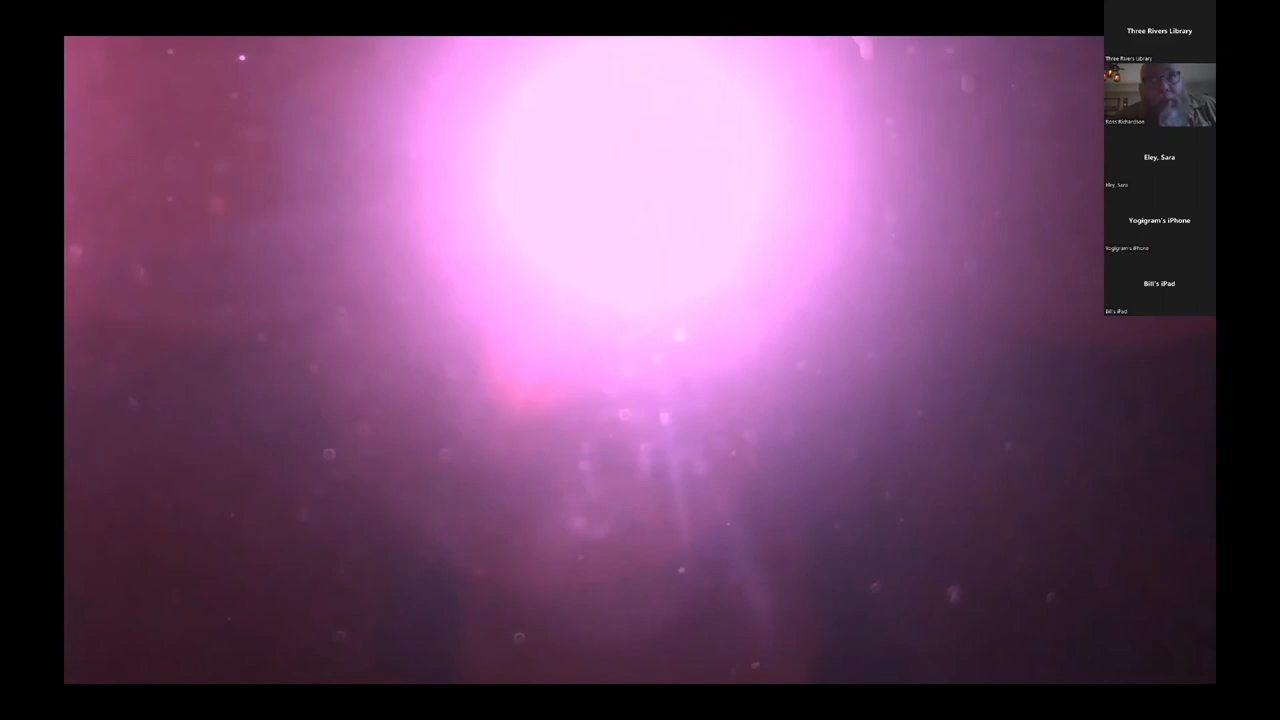 Three Rivers Library
Three Rivers Library
Ross Richardson
Eley, Sara
Eley, Sara
Yogigram's iPhone
Yogigram's iPhone
Bill's iPad
Bill's iPad